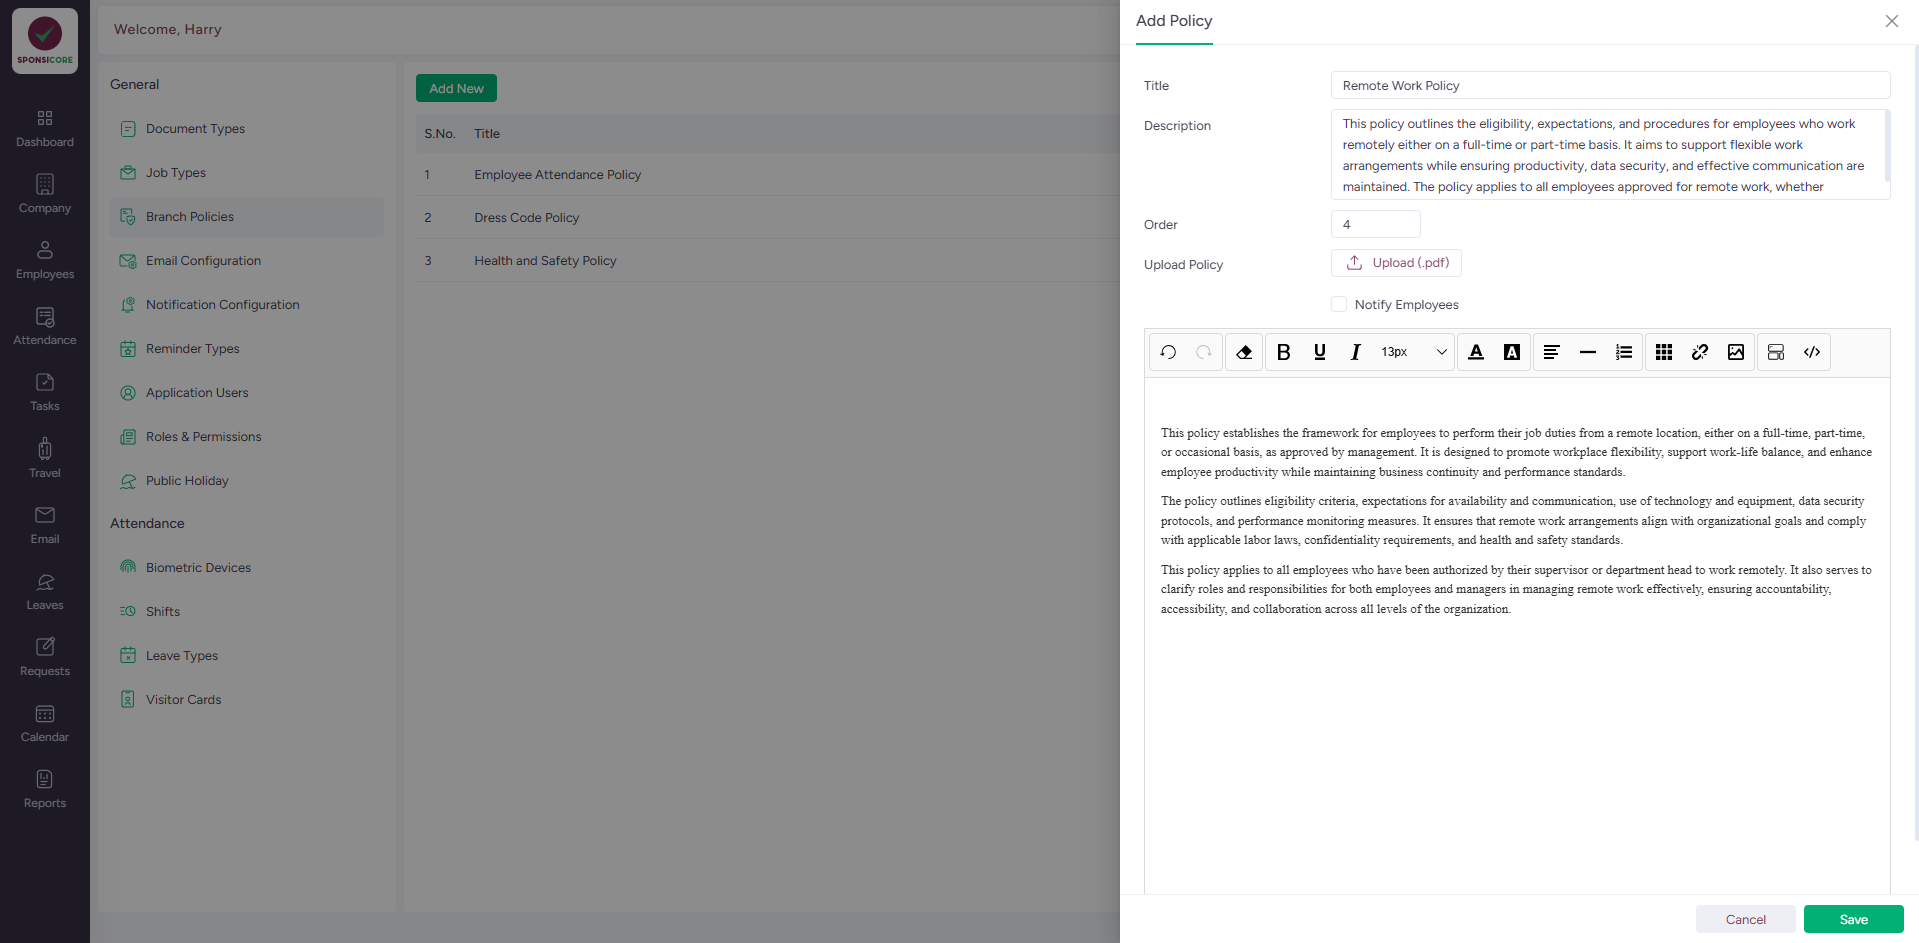 SPONSICORE
Dashboard
Company
Employees
Attendance
Tasks
Travel
Email
Leaves
Requests
Calendar
Reports
Welcome, Harry
General
Document Types
Job Types
Branch Policies
Email Configuration
Notification Configuration
Reminder Types
Application Users
Roles & Permissions
Public Holiday
Attendance
Biometric Devices
Shifts
Leave Types
Visitor Cards
Add New
S.No. Title
1 Employee Attendance Policy
2 Dress Code Policy
3 Health and Safety Policy
Add Policy
Title
Remote Work Policy
Description
This policy outlines the eligibility, expectations, and procedures for employees who work
remotely either on a full-time or part-time basis. It aims to support flexible work
arrangements while ensuring productivity, data security, and effective communication are
maintained. The policy applies to all employees approved for remote work, whether
Order
4
Upload Policy
Upload (.pdf)
Notify Employees
B U I 13px A A
This policy establishes the framework for employees to perform their job duties from a remote location, either on a full-time, part-time,
or occasional basis, as approved by management. It is designed to promote workplace flexibility, support work-life balance, and enhance
employee productivity while maintaining business continuity and performance standards.
The policy outlines eligibility criteria, expectations for availability and communication, use of technology and equipment, data security
protocols, and performance monitoring measures. It ensures that remote work arrangements align with organizational goals and comply
with applicable labor laws, confidentiality requirements, and health and safety standards.
This policy applies to all employees who have been authorized by their supervisor or department head to work remotely. It also serves to
clarify roles and responsibilities for both employees and managers in managing remote work effectively, ensuring accountability,
accessibility, and collaboration across all levels of the organization.
Cancel
Save